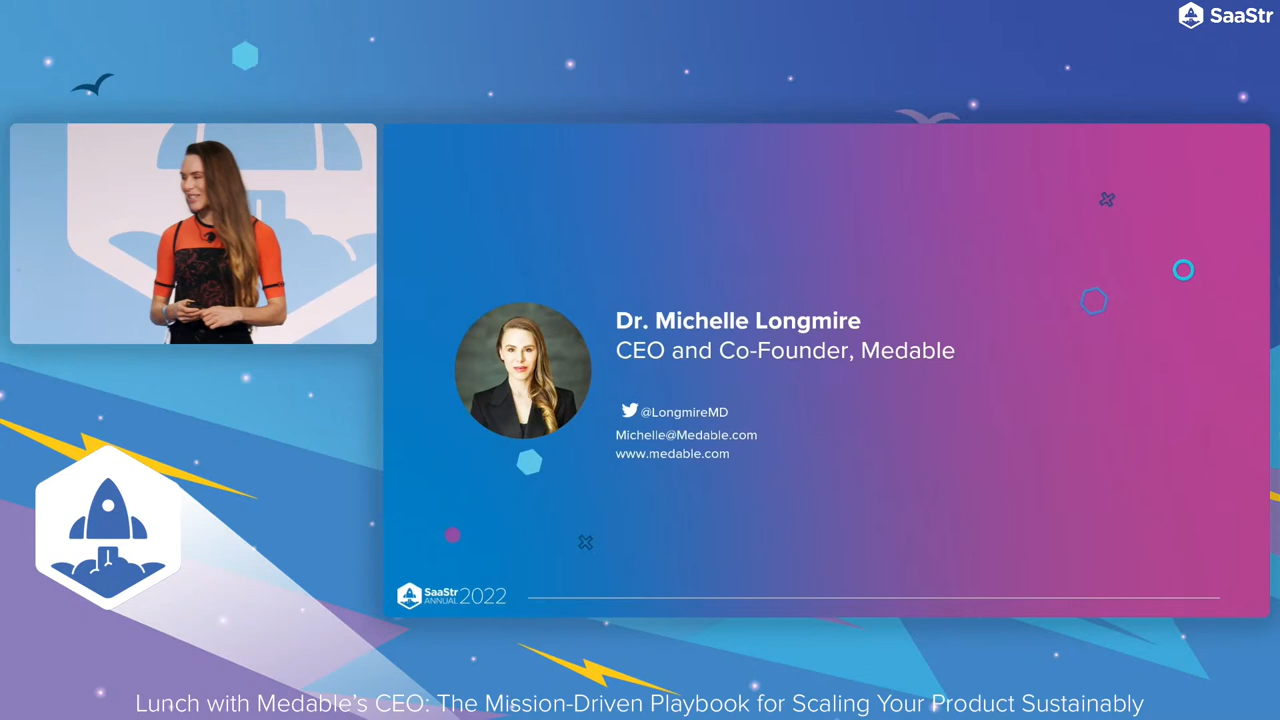 SaaStr
Dr. Michelle Longmire
CEO and Co-Founder, Medable
@LongmireMD
Michelle@Medable.com
www.medable.com
SaaStr
ANNUAL 2022
Lunch with Medable's CEO: The Mission-Driven Playbook for Scaling Your Product Sustainably